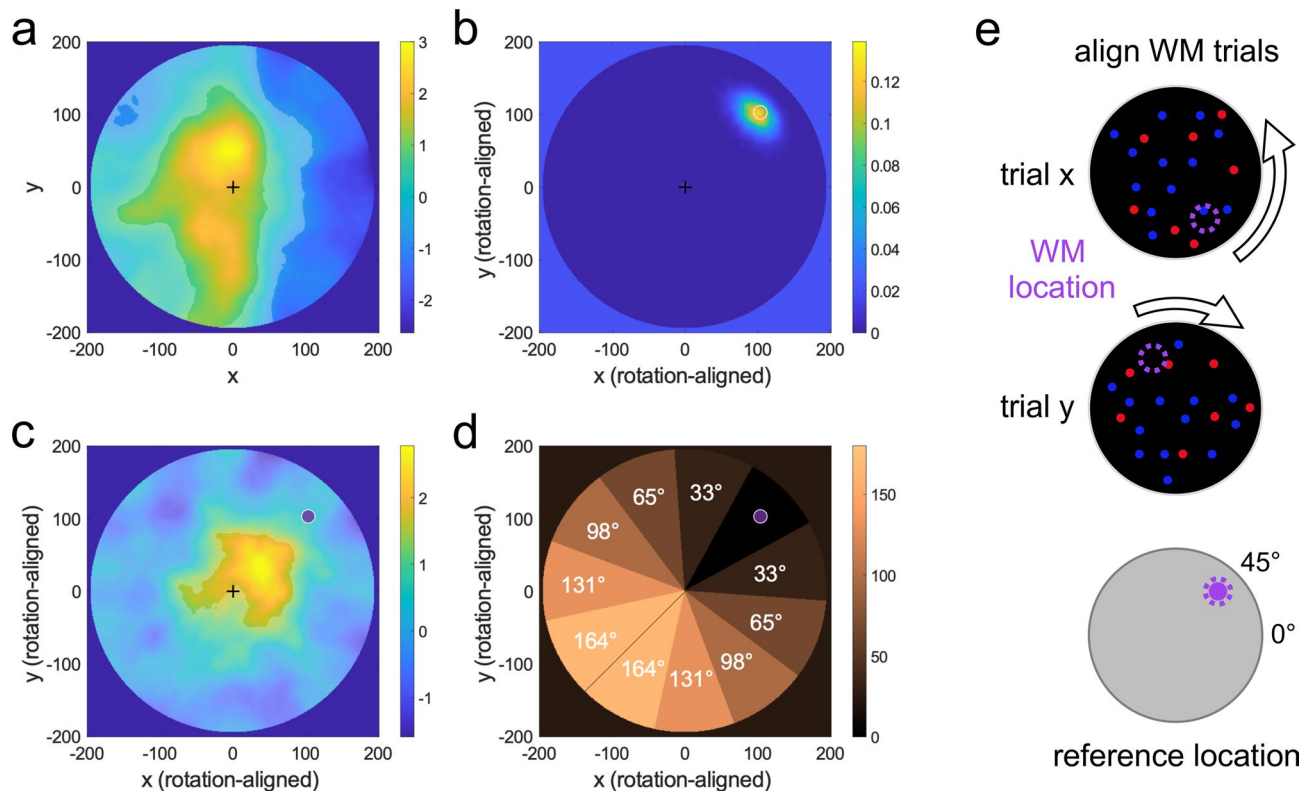 a
200
100
0
-100
-200
y
-200 -100 0 100 200
x
3
2
1
0
-1
-2
b
200
100
0
-100
-200
y (rotation-aligned)
-200 -100 0 100 200
x (rotation-aligned)
0.12
0.1
0.08
0.06
0.04
0.02
0
c
200
100
0
-100
-200
y (rotation-aligned)
-200 -100 0 100 200
x (rotation-aligned)
2
1
0
-1
d
200
100
0
-100
-200
y (rotation-aligned)
65° 33°
98°
131° 33°
65°
164°
98°
164° 131°
-200 -100 0 100 200
x (rotation-aligned)
150
100
50
0
e
align WM trials
trial x
WM
location
trial y
45°
0°
reference location